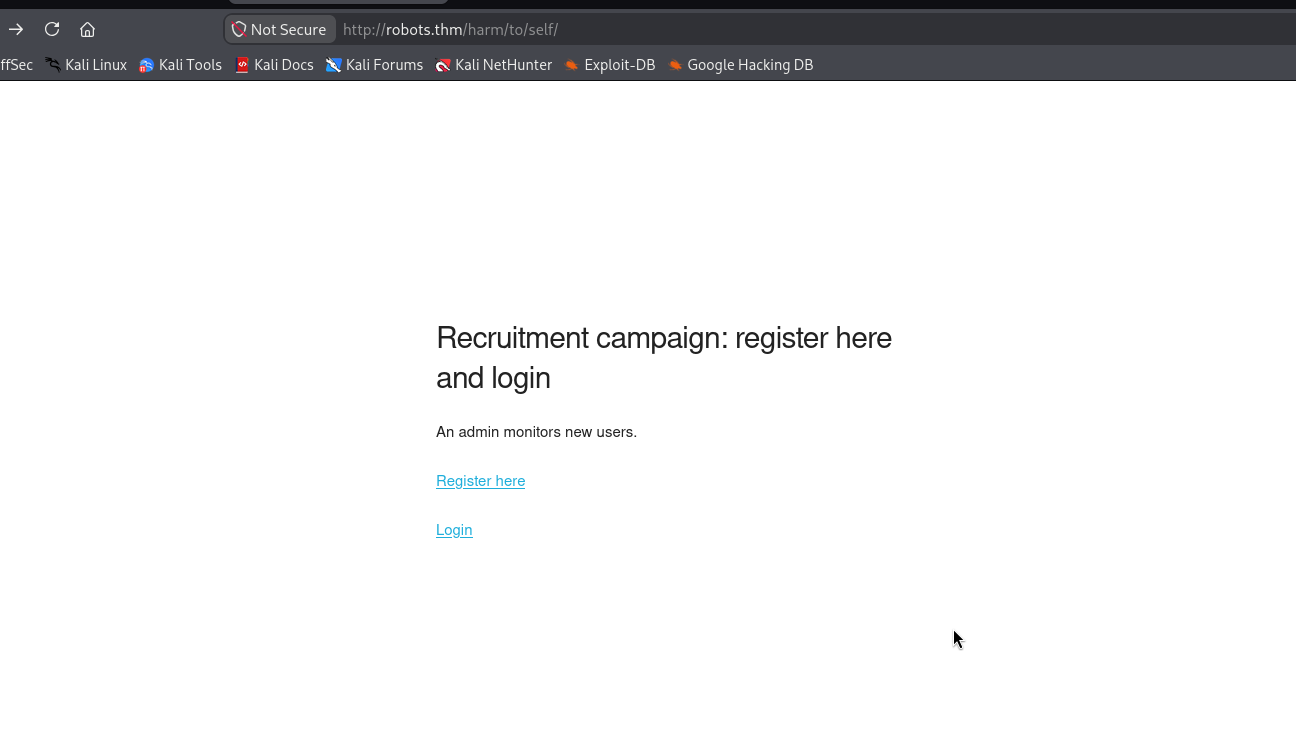 Not Secure http://robots.thm/harm/to/self/
ffSec Kali Linux Kali Tools Kali Docs Kali Forums Kali NetHunter Exploit-DB Google Hacking DB
Recruitment campaign: register here
and login
An admin monitors new users.
Register here
Login